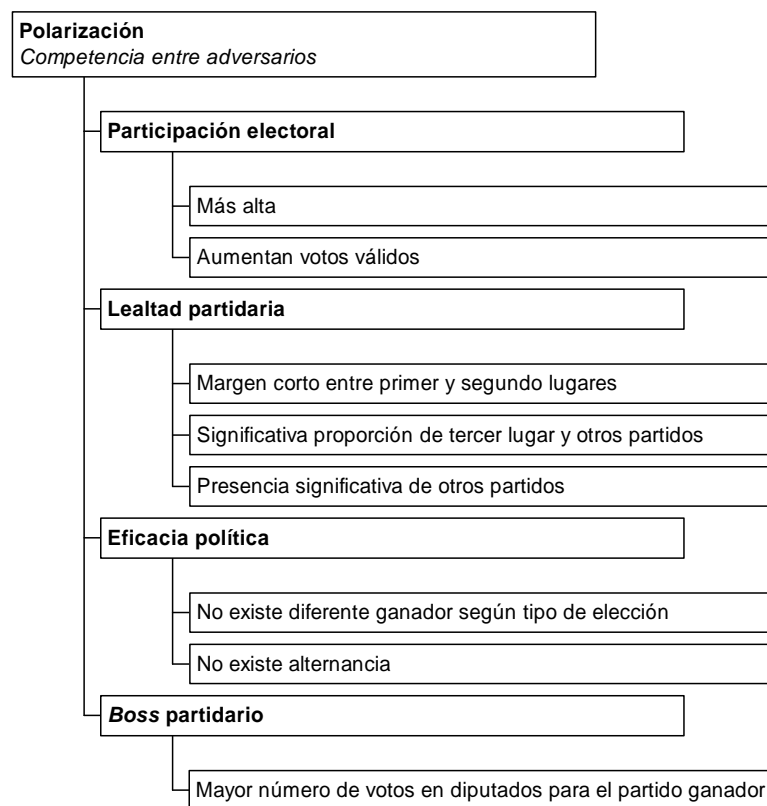 Polarización
Competencia entre adversarios
Participación electoral
Más alta
Aumentan votos válidos
Lealtad partidaria
Margen corto entre primer y segundo lugares
Significativa proporción de tercer lugar y otros partidos
Presencia significativa de otros partidos
Eficacia política
No existe diferente ganador según tipo de elección
No existe alternancia
Boss partidario
Mayor número de votos en diputados para el partido ganador